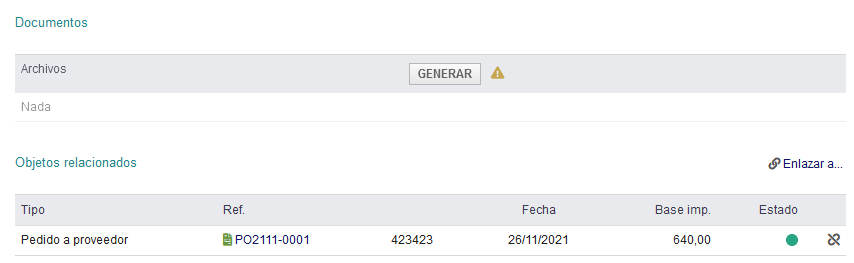 Documentos
Archivos GENERAR
Nada
Objetos relacionados Enlazar a...
Tipo Ref. Fecha Base imp. Estado
Pedido a proveedor PO2111-0001 423423 26/11/2021 640,00